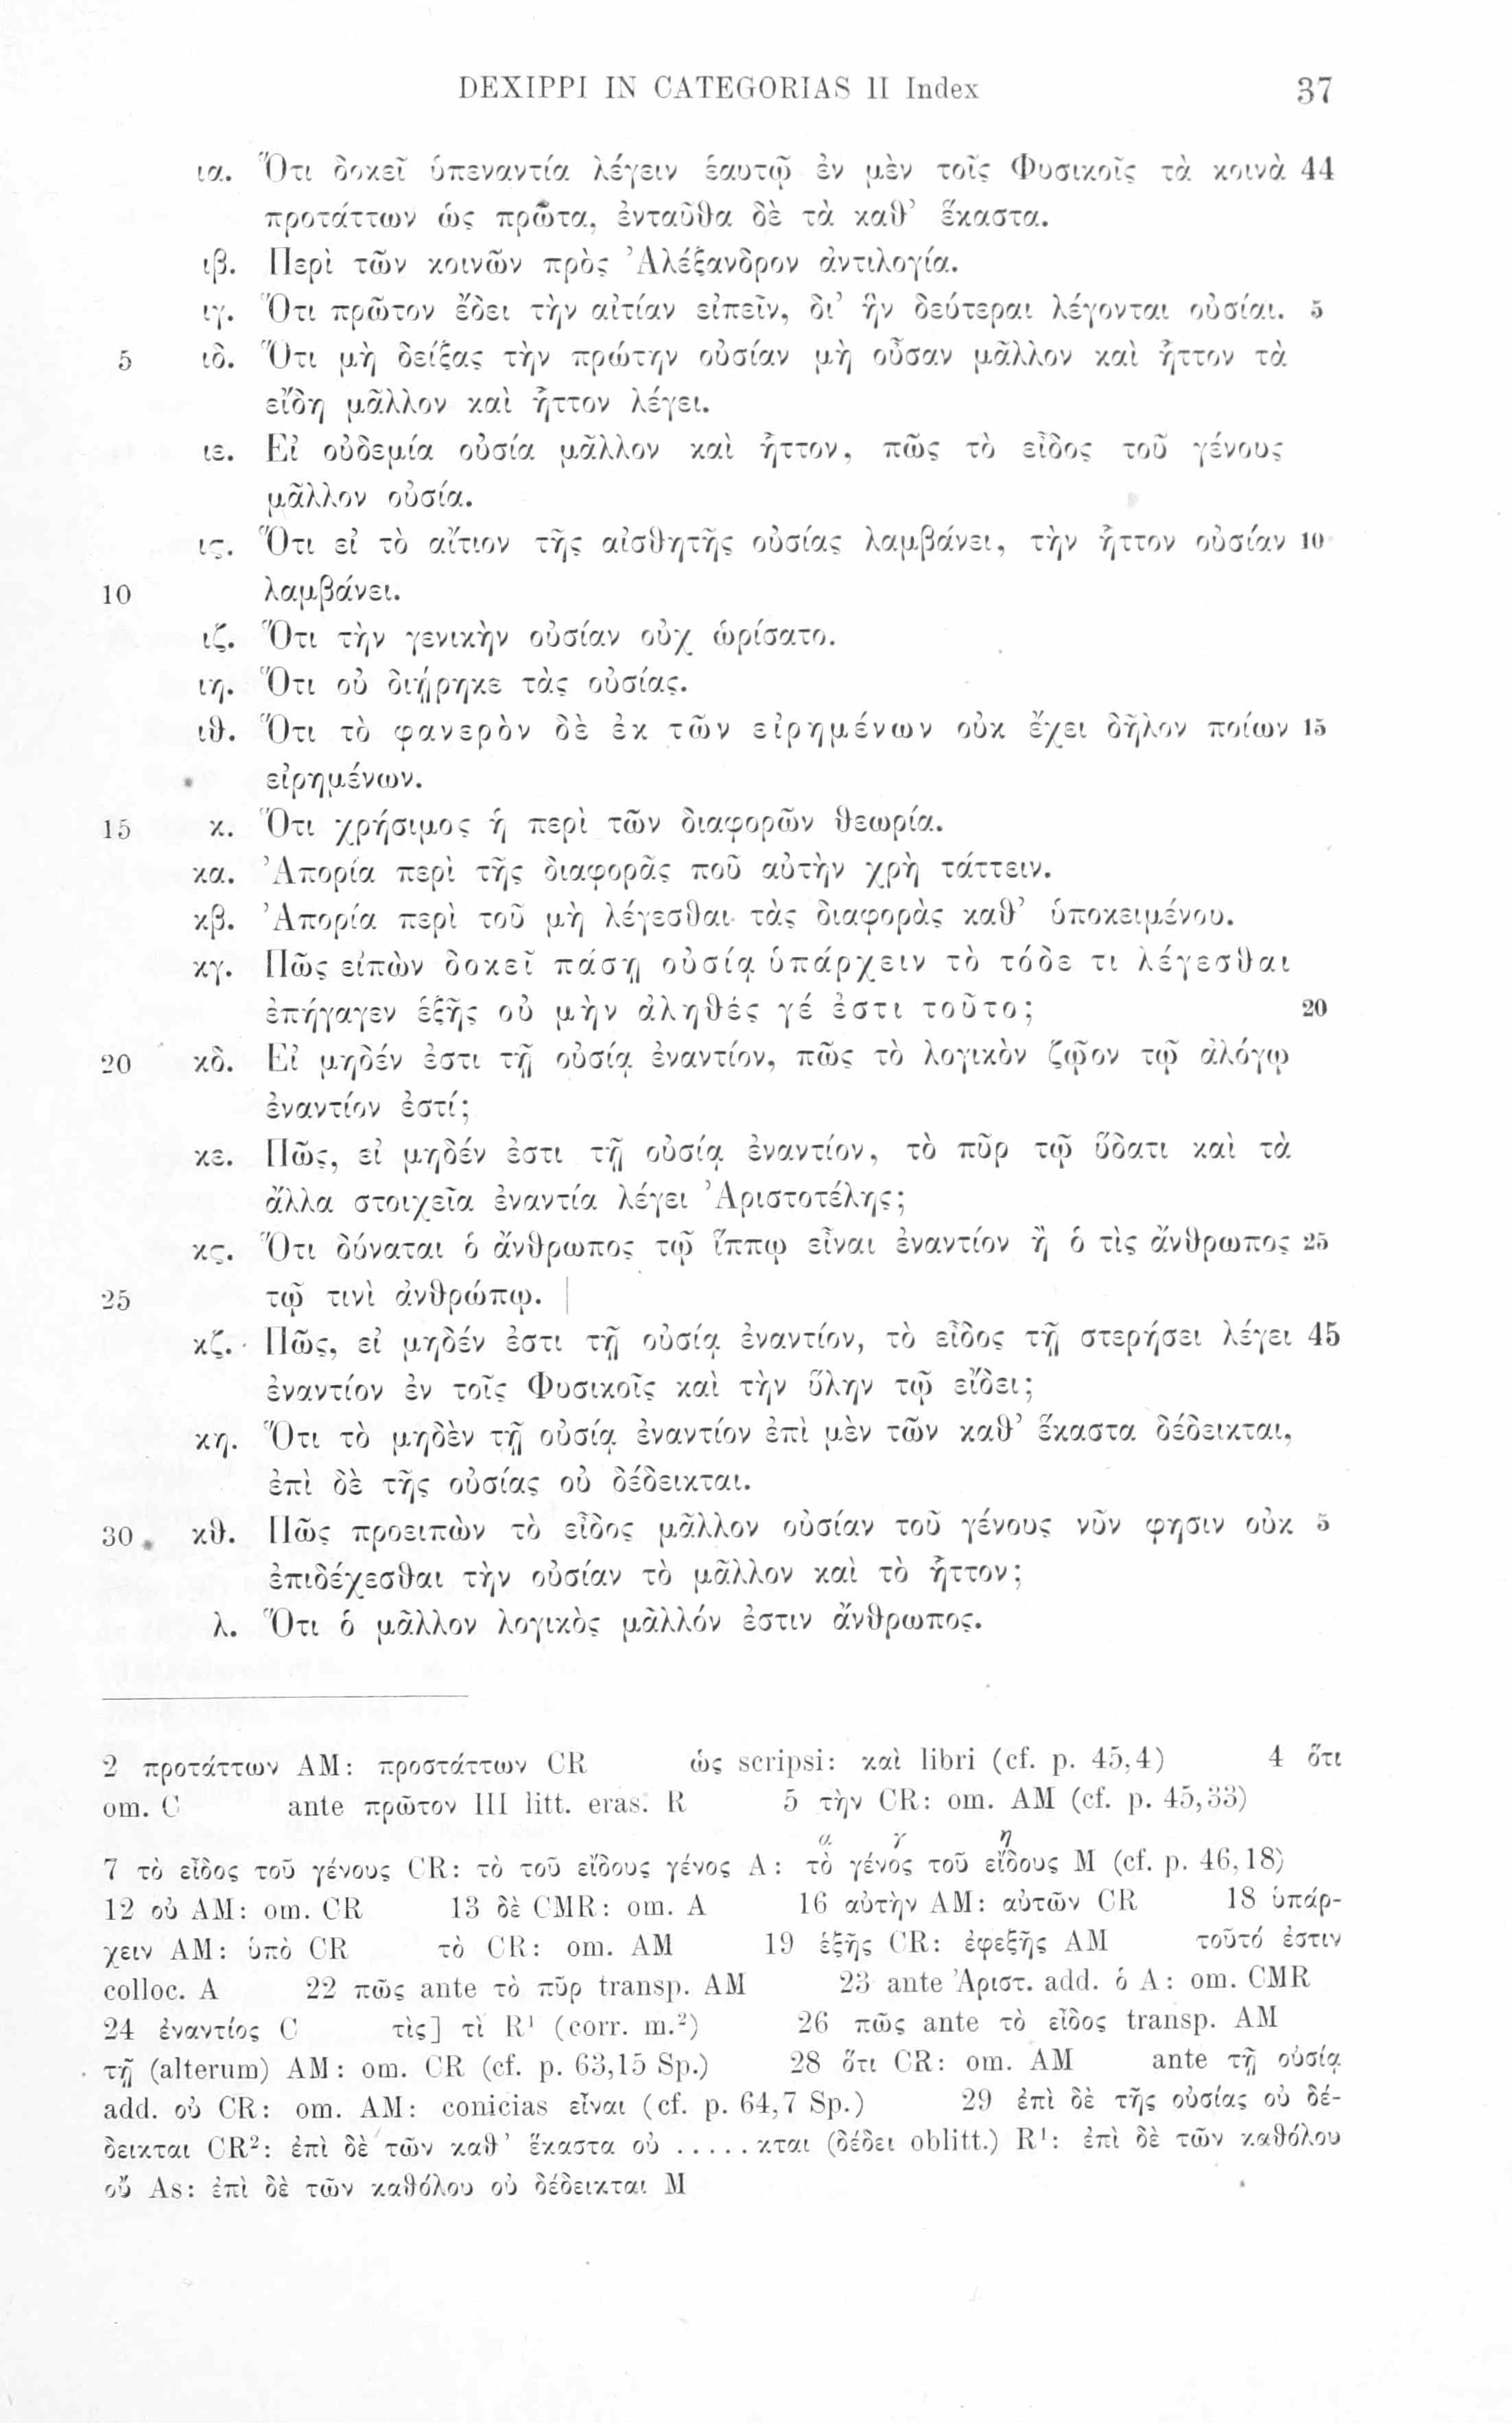 DEXIPPI IN CATEGORIAS II Index 37
ια. Ὅτι δοκεῖ ὑπεναντία λέγειν ἑαυτῷ ἐν μὲν τοῖς Φυσικοῖς τὰ κοινὰ 44
προτάττων ὡς πρῶτα, ἐνταῦθα δὲ τὰ καθ’ ἕκαστα.
ιβ. Περὶ τῶν κοινῶν πρὸς Ἀλέξανδρον ἀντιλογία.
ιγ. Ὅτι πρῶτον ἔδει τὴν αἰτίαν εἰπεῖν, δι’ ἣν δεύτεραι λέγονται οὐσίαι. 5
5 ιδ. Ὅτι μὴ δείξας τὴν πρώτην οὐσίαν μὴ οὖσαν μᾶλλον καὶ ἧττον τὰ
εἴδη μᾶλλον καὶ ἧττον λέγει.
ιε. Εἰ οὐδεμία οὐσία μᾶλλον καὶ ἧττον, πῶς τὸ εἶδος τοῦ γένους
μᾶλλον οὐσία.
ις. Ὅτι εἰ τὸ αἴτιον τῆς αἰσθητῆς οὐσίας λαμβάνει, τὴν ἧττον οὐσίαν 10
10 λαμβάνει.
ιζ. Ὅτι τὴν γενικὴν οὐσίαν οὐχ ὡρίσατο.
ιη. Ὅτι οὐ διῄρηκε τὰς οὐσίας.
ιθ. Ὅτι τὸ φανερὸν δὲ ἐκ τῶν εἰρημένων οὐκ ἔχει δῆλον ποίων 15
εἰρημένων.
15 κ. Ὅτι χρήσιμος ἡ περὶ τῶν διαφορῶν θεωρία.
κα. Ἀπορία περὶ τῆς διαφορᾶς ποῦ αὐτὴν χρὴ τάττειν.
κβ. Ἀπορία περὶ τοῦ μὴ λέγεσθαι τὰς διαφορὰς καθ’ ὑποκειμένου.
κγ. Πῶς εἰπὼν δοκεῖ πάσῃ οὐσίᾳ ὑπάρχειν τὸ τόδε τι λέγεσθαι
ἐπήγαγεν ἑξῆς οὐ μὴν ἀληθές γέ ἐστι τοῦτο; 20
20 κδ. Εἰ μηδέν ἐστι τῇ οὐσίᾳ ἐναντίον, πῶς τὸ λογικὸν ζῷον τῷ ἀλόγῳ
ἐναντίον ἐστί;
κε. Πῶς, εἰ μηδέν ἐστι τῇ οὐσίᾳ ἐναντίον, τὸ πῦρ τῷ ὕδατι καὶ τὰ
ἄλλα στοιχεῖα ἐναντία λέγει Ἀριστοτέλης;
κς. Ὅτι δύναται ὁ ἄνθρωπος τῷ ἵππῳ εἶναι ἐναντίον ἢ ὁ τὶς ἄνθρωπος 25
25 τῷ τινὶ ἀνθρώπῳ. |
κζ. Πῶς, εἰ μηδέν ἐστι τῇ οὐσίᾳ ἐναντίον, τὸ εἶδος τῇ στερήσει λέγει 45
ἐναντίον ἐν τοῖς Φυσικοῖς καὶ τὴν ὕλην τῷ εἴδει;
κη. Ὅτι τὸ μηδὲν τῇ οὐσίᾳ ἐναντίον ἐπὶ μὲν τῶν καθ’ ἕκαστα δέδεικται,
ἐπὶ δὲ τῆς οὐσίας οὐ δέδεικται.
30 κθ. Πῶς προειπὼν τὸ εἶδος μᾶλλον οὐσίαν τοῦ γένους νῦν φησιν οὐκ 5
ἐπιδέχεσθαι τὴν οὐσίαν τὸ μᾶλλον καὶ τὸ ἧττον;
λ. Ὅτι ὁ μᾶλλον λογικὸς μᾶλλόν ἐστιν ἄνθρωπος.
2 προτάττων AM: προστάττων CR ὡς scripsi: καὶ libri (cf. p. 45,4) 4 ὅτι
om. C ante πρῶτον III litt. eras. R 5 τὴν CR: om. AM (cf. p. 45,33)
α γ η
7 τὸ εἶδος τοῦ γένους CR: τὸ τοῦ εἴδους γένος A: τὸ γένος τοῦ εἴδους M (cf. p. 46,18)
12 οὐ AM: om. CR 13 δὲ CMR: om. A 16 αὐτὴν AM: αὐτῶν CR 18 ὑπάρ-
χειν AM: ὑπὸ CR τὸ CR: om. AM 19 ἑξῆς CR: ἐφεξῆς AM τοῦτό ἐστιν
colloc. A 22 πῶς ante τὸ πῦρ transp. AM 23 ante Ἀριστ. add. ὁ A: om. CMR
24 ἐναντίος C τὶς] τὶ R¹ (corr. m.²) 26 πῶς ante τὸ εἶδος transp. AM
τῇ (alterum) AM: om. CR (cf. p. 63,15 Sp.) 28 ὅτι CR: om. AM ante τῇ οὐσίᾳ
add. οὐ CR: om. AM: conicias εἶναι (cf. p. 64,7 Sp.) 29 ἐπὶ δὲ τῆς οὐσίας οὐ δέ-
δεικται CR²: ἐπὶ δὲ τῶν καθ’ ἕκαστα οὐ .....κται (δέδει oblitt.) R¹: ἐπὶ δὲ τῶν καθόλου
οὔ As: ἐπὶ δὲ τῶν καθόλου οὐ δέδεικται M